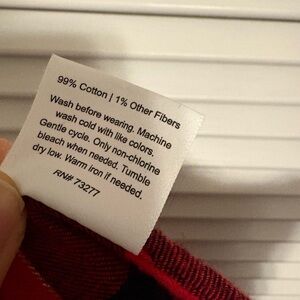 99% Cotton | 1% Other Fibers
Wash before wearing. Machine
wash cold with like colors.
Gentle cycle. Only non-chlorine
bleach when needed. Tumble
dry low. Warm iron if needed.
RN# 73277